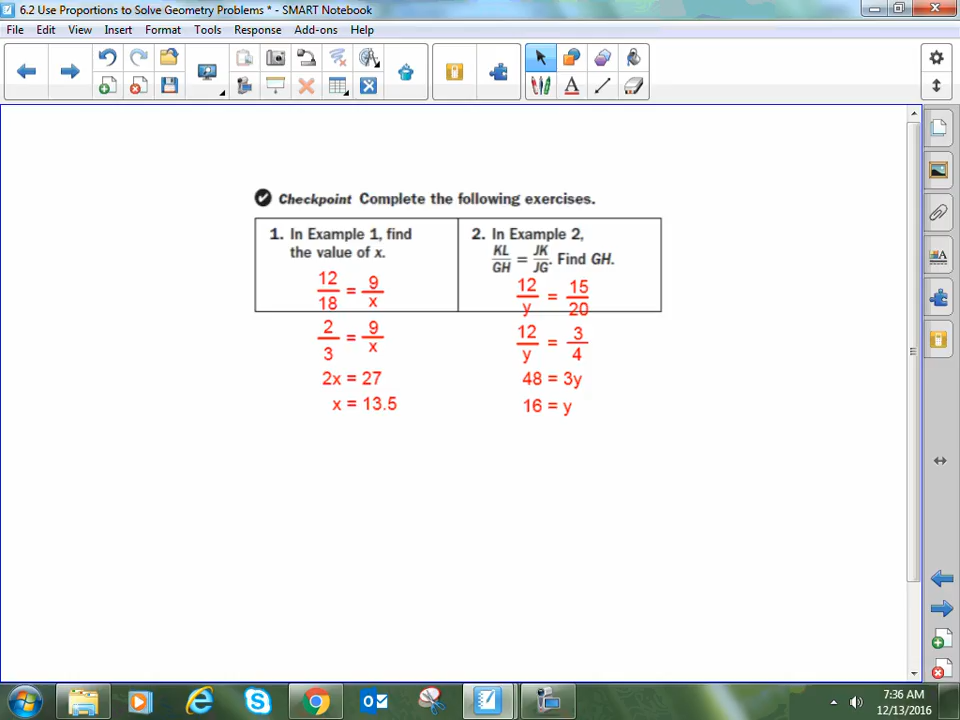 6.2 Use Proportions to Solve Geometry Problems * - SMART Notebook
File Edit View Insert Format Tools Response Add-ons Help
Checkpoint Complete the following exercises.
1. In Example 1, find
the value of x.
12/18 = 9/x
2/3 = 9/x
2x = 27
x = 13.5
2. In Example 2,
KL/GH = JK/JG. Find GH.
12/y = 15/20
12/y = 3/4
48 = 3y
16 = y
7:36 AM
12/13/2016